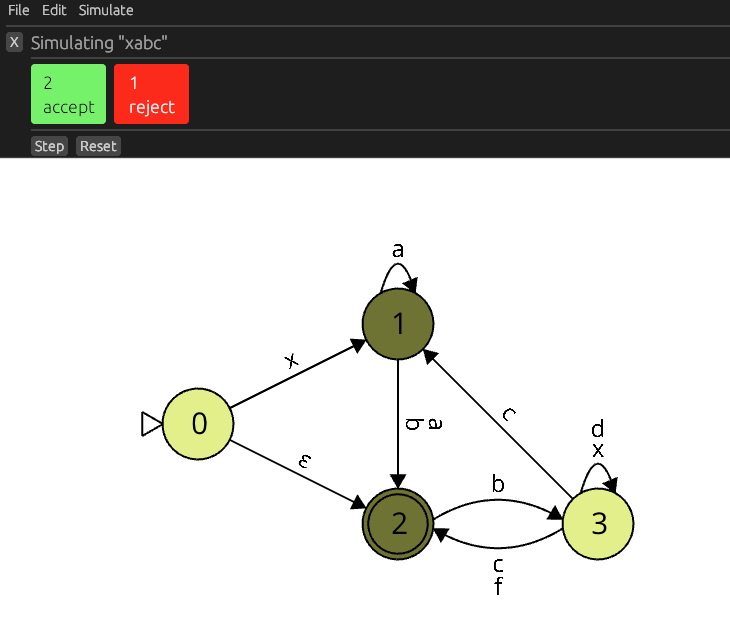 File Edit Simulate
X Simulating "xabc"
2 1
accept reject
Step Reset
a
1
x
0
a
b
c
ε
d
x
b
2
3
c
f